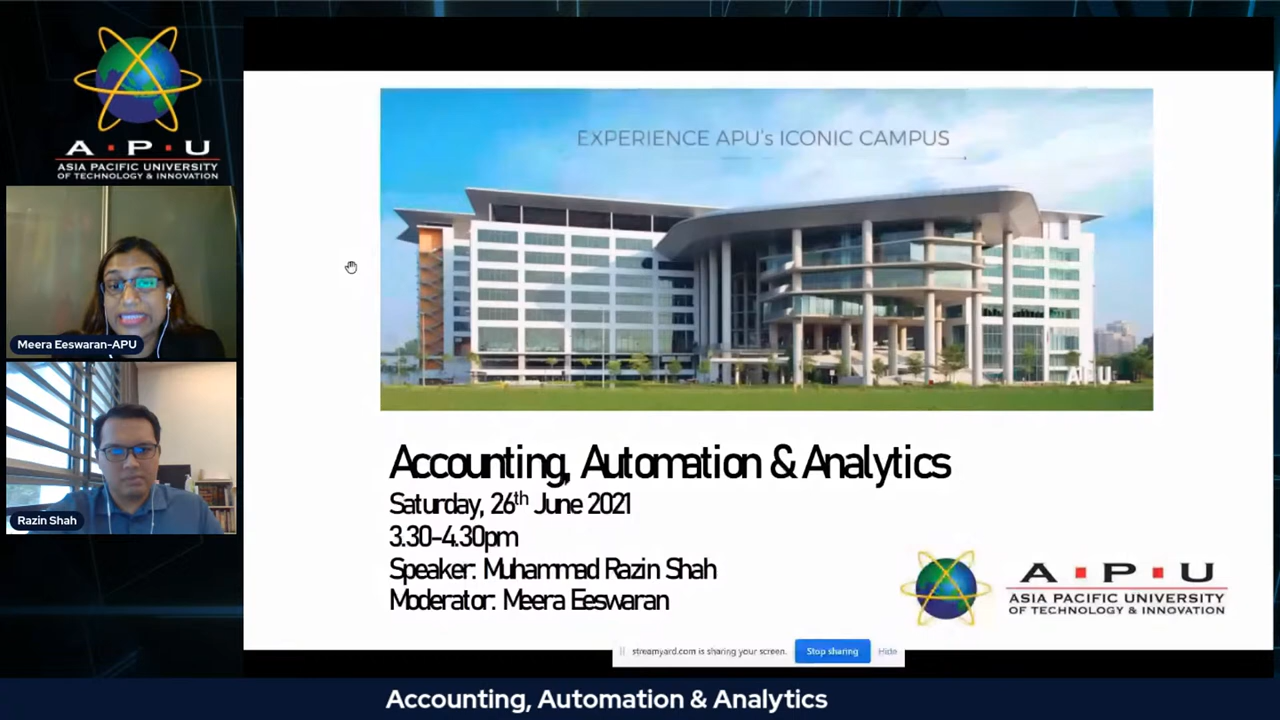 A·P·U
ASIA PACIFIC UNIVERSITY
OF TECHNOLOGY & INNOVATION
Meera Eeswaran-APU
Razin Shah
EXPERIENCE APU's ICONIC CAMPUS
A·P·U
Accounting, Automation & Analytics
Saturday, 26th June 2021
3.30-4.30pm
Speaker: Muhammad Razin Shah
Moderator: Meera Eeswaran
A·P·U
ASIA PACIFIC UNIVERSITY
OF TECHNOLOGY & INNOVATION
streamyard.com is sharing your screen.
Stop sharing
Hide
Accounting, Automation & Analytics